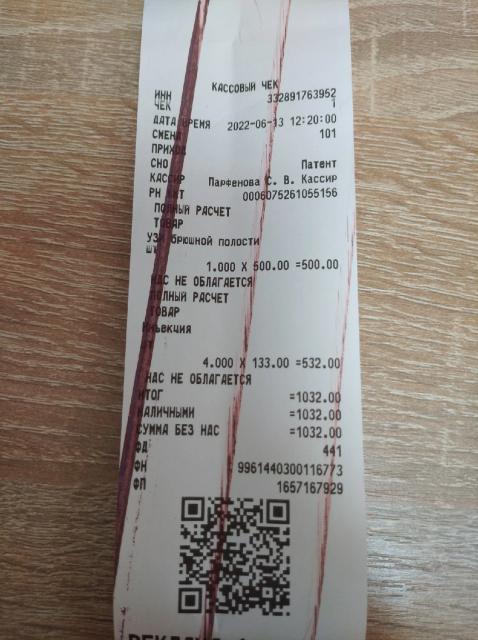 КАССОВЫЙ ЧЕК
ИНН 332891763952
ЧЕК 1
ДАТА ВРЕМЯ 2022-06-13 12:20:00
СМЕНА 101
ПРИХОД
СНО Патент
КАССИР Парфенова С. В. Кассир
РН ККТ 0006075261055156
ПОЛНЫЙ РАСЧЕТ
ТОВАР
УЗИ брюшной полости
шт
1.000 X 500.00 =500.00
НДС НЕ ОБЛАГАЕТСЯ
ПОЛНЫЙ РАСЧЕТ
ТОВАР
Инъекция
4.000 X 133.00 =532.00
НДС НЕ ОБЛАГАЕТСЯ
ИТОГ =1032.00
НАЛИЧНЫМИ =1032.00
СУММА БЕЗ НДС =1032.00
ФД 441
ФН 9961440300116773
ФП 1657167929